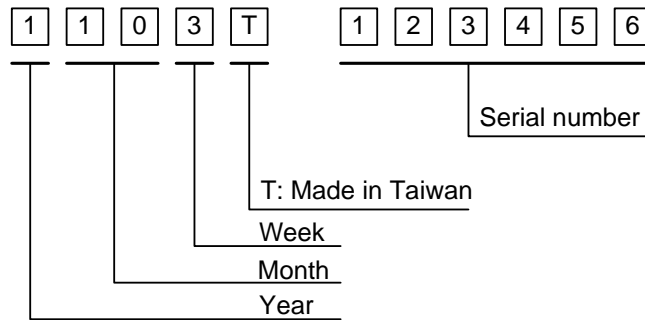 1 1 0 3 T 1 2 3 4 5 6
Serial number
T: Made in Taiwan
Week
Month
Year